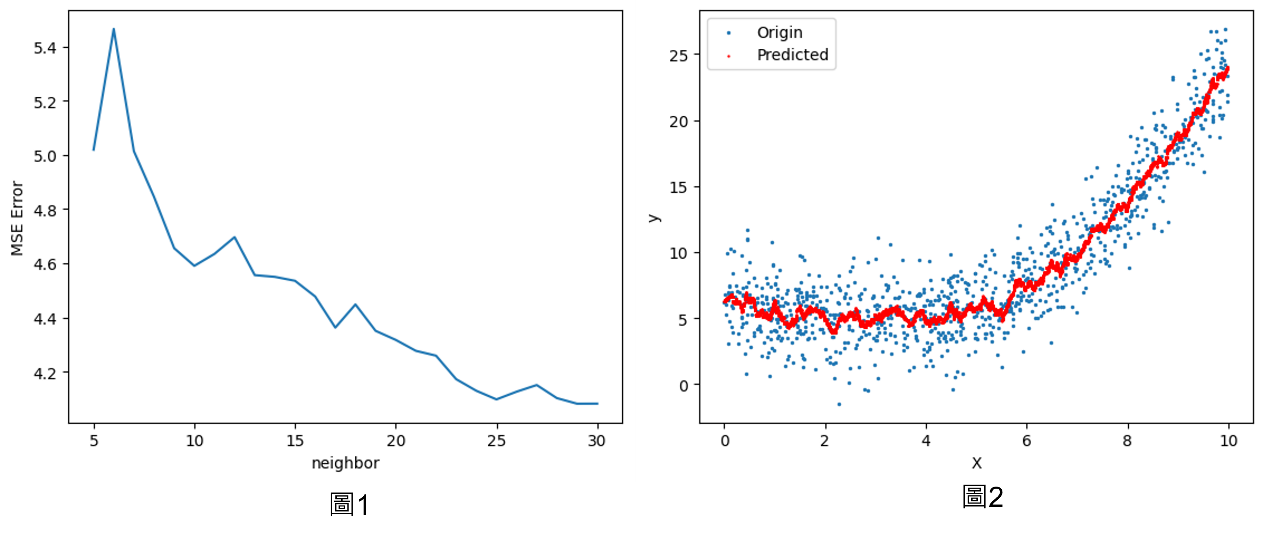 5.4
5.2
5.0
4.8
4.6
4.4
4.2
MSE Error
5 10 15 20 25 30
neighbor
圖1
Origin
Predicted
25
20
15
10
5
0
y
0 2 4 6 8 10
X
圖2